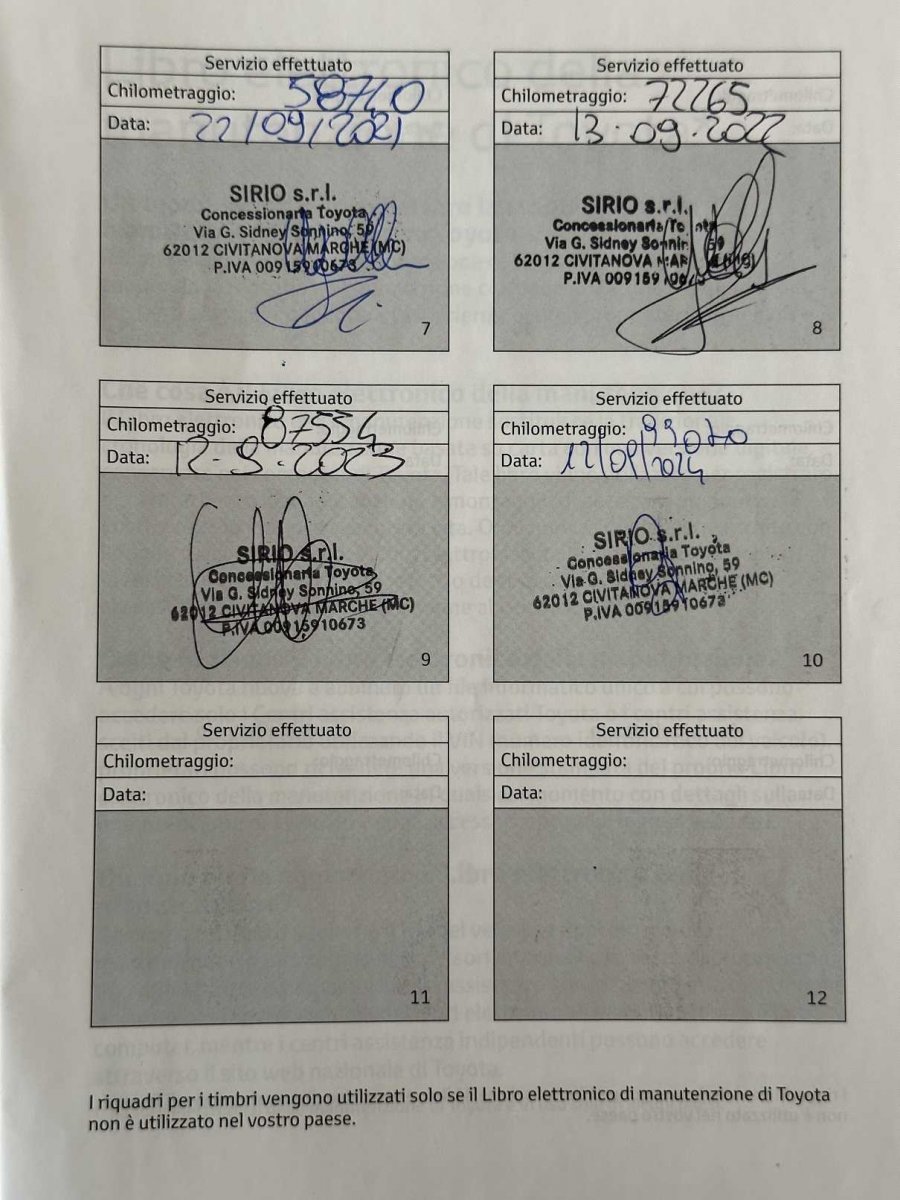 Servizio effettuato
Chilometraggio: 58740
Data: 22/09/2021
SIRIO s.r.l.
Concessionaria Toyota
Via G. Sidney Sonnino, 59
62012 CIVITANOVA MARCHE (MC)
P.IVA 00915910673
7
Servizio effettuato
Chilometraggio: 72265
Data: 13.09.2022
SIRIO s.r.l.
Concessionaria Toyota
Via G. Sidney Sonnino, 59
62012 CIVITANOVA MARCHE (MC)
P.IVA 00915910673
8
Servizio effettuato
Chilometraggio: 87534
Data: 12-9.2023
SIRIO s.r.l.
Concessionaria Toyota
Via G. Sidney Sonnino, 59
62012 CIVITANOVA MARCHE (MC)
P.IVA 00915910673
9
Servizio effettuato
Chilometraggio:
Data: 12/09/2024
SIRIO s.r.l.
Concessionaria Toyota
Via G. Sidney Sonnino, 59
62012 CIVITANOVA MARCHE (MC)
P.IVA 00915910673
10
Servizio effettuato
Chilometraggio:
Data:
11
Servizio effettuato
Chilometraggio:
Data:
12
I riquadri per i timbri vengono utilizzati solo se il Libro elettronico di manutenzione di Toyota
non è utilizzato nel vostro paese.